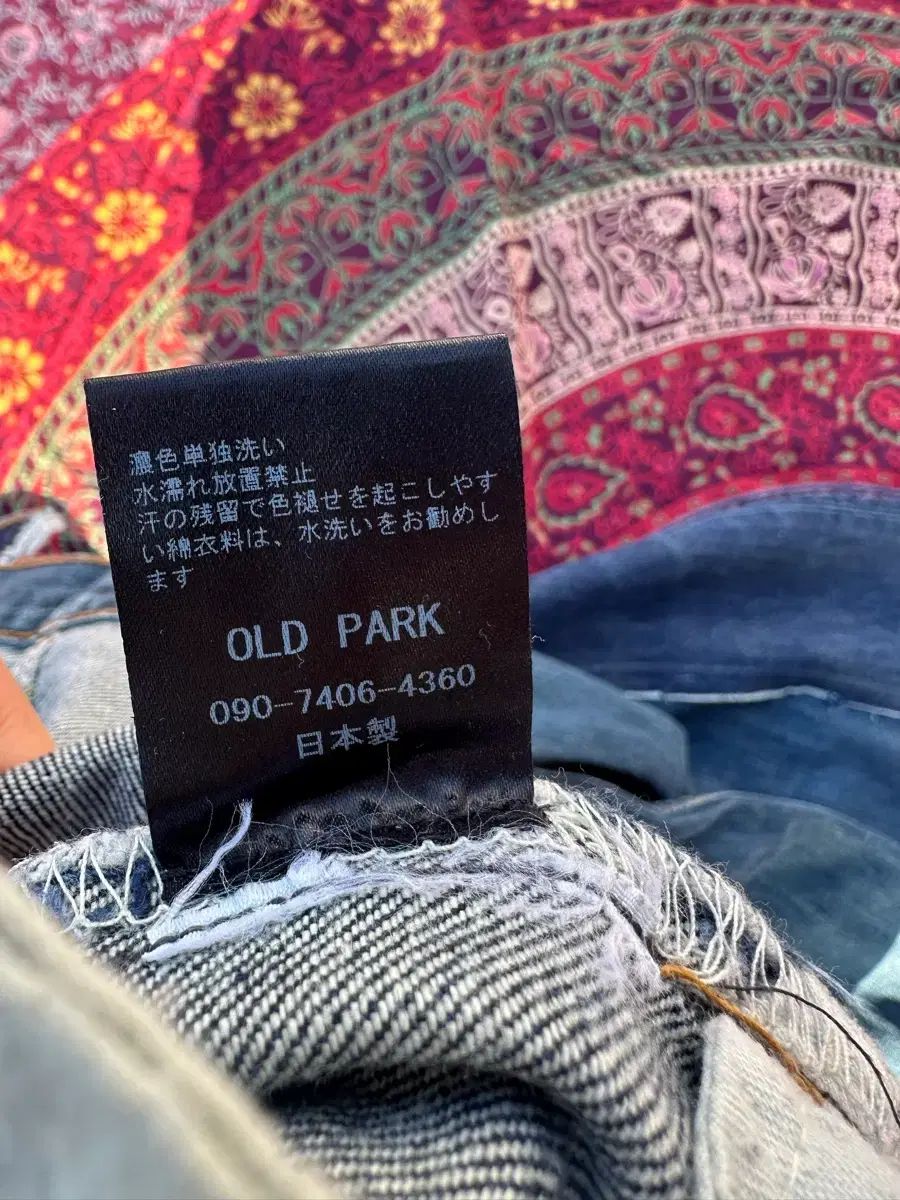 濃色単独洗い
水濡れ放置禁止
汗の残留で色褪せを起こしやす
い綿衣料は、水洗いをお勧めし
ます
OLD PARK
090-7406-4360
日本製